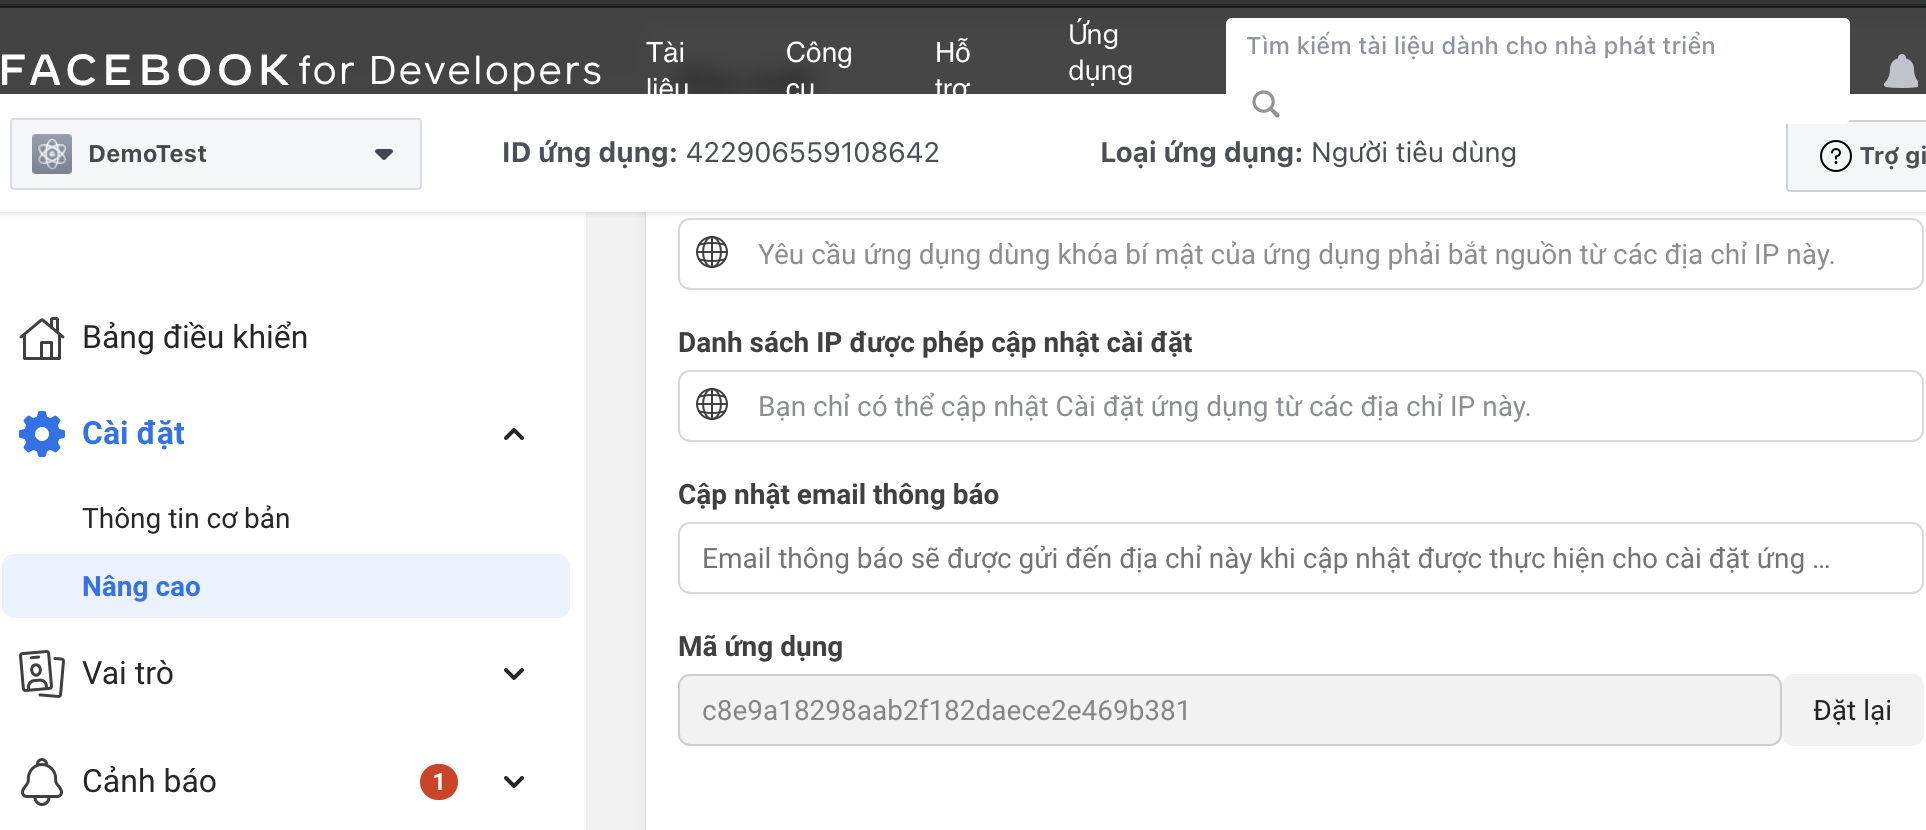 FACEBOOK for Developers
Tài liệu
Công cụ
Hỗ trợ
Ứng dụng
Tìm kiếm tài liệu dành cho nhà phát triển
DemoTest
ID ứng dụng: 422906559108642
Loại ứng dụng: Người tiêu dùng
Trợ gi
Bảng điều khiển
Cài đặt
Thông tin cơ bản
Nâng cao
Vai trò
Cảnh báo
1
Yêu cầu ứng dụng dùng khóa bí mật của ứng dụng phải bắt nguồn từ các địa chỉ IP này.
Danh sách IP được phép cập nhật cài đặt
Bạn chỉ có thể cập nhật Cài đặt ứng dụng từ các địa chỉ IP này.
Cập nhật email thông báo
Email thông báo sẽ được gửi đến địa chỉ này khi cập nhật được thực hiện cho cài đặt ứng ...
Mã ứng dụng
c8e9a18298aab2f182daece2e469b381
Đặt lại